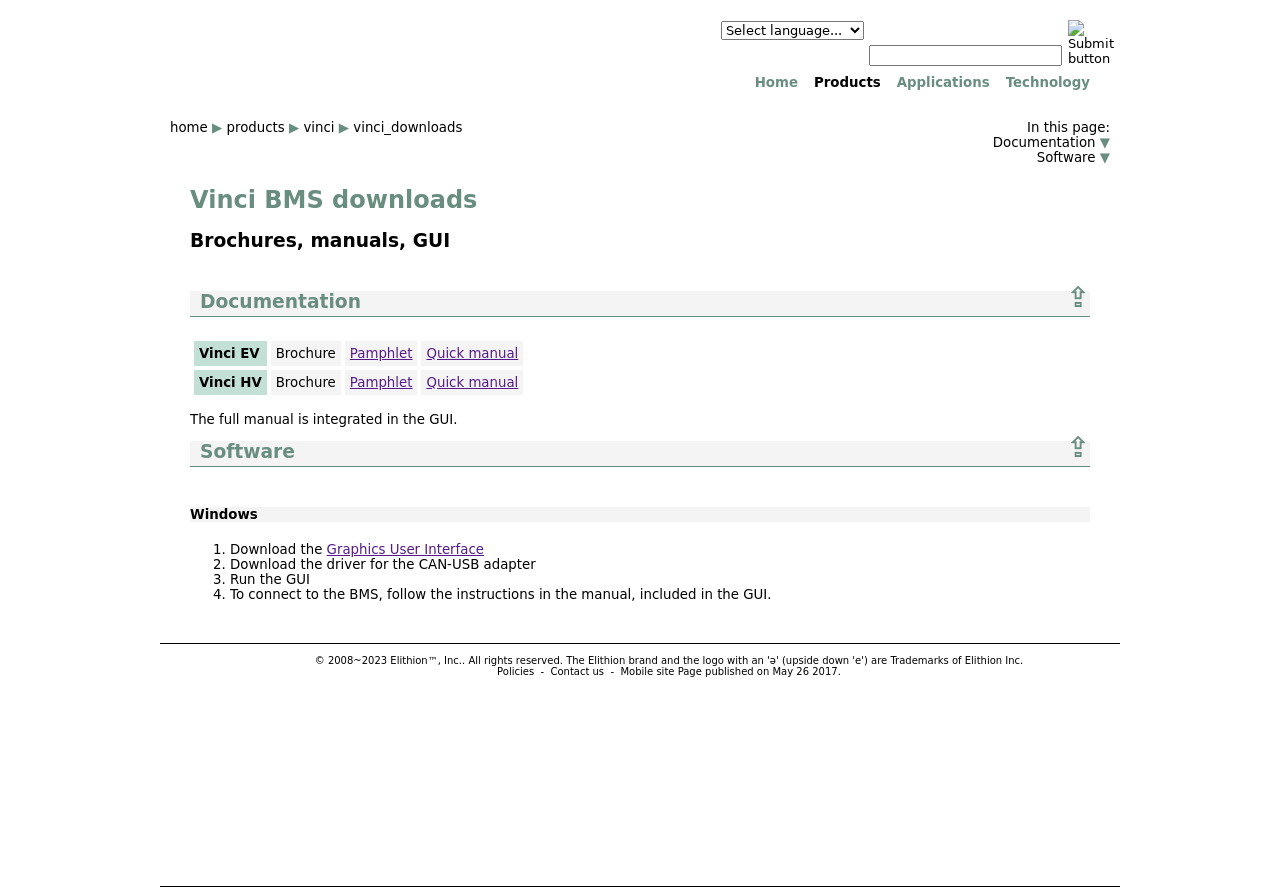 Select language...
Submit
button
Home Products Applications Technology
home ▶ products ▶ vinci ▶ vinci_downloads
In this page:
Documentation ▼
Software ▼
Vinci BMS downloads
Brochures, manuals, GUI
Documentation ⇪
Vinci EV Brochure Pamphlet Quick manual
Vinci HV Brochure Pamphlet Quick manual
The full manual is integrated in the GUI.
Software ⇪
Windows
1. Download the Graphics User Interface
2. Download the driver for the CAN-USB adapter
3. Run the GUI
4. To connect to the BMS, follow the instructions in the manual, included in the GUI.
© 2008~2023 Elithion™, Inc.. All rights reserved. The Elithion brand and the logo with an 'ə' (upside down 'e') are Trademarks of Elithion Inc.
Policies - Contact us - Mobile site Page published on May 26 2017.